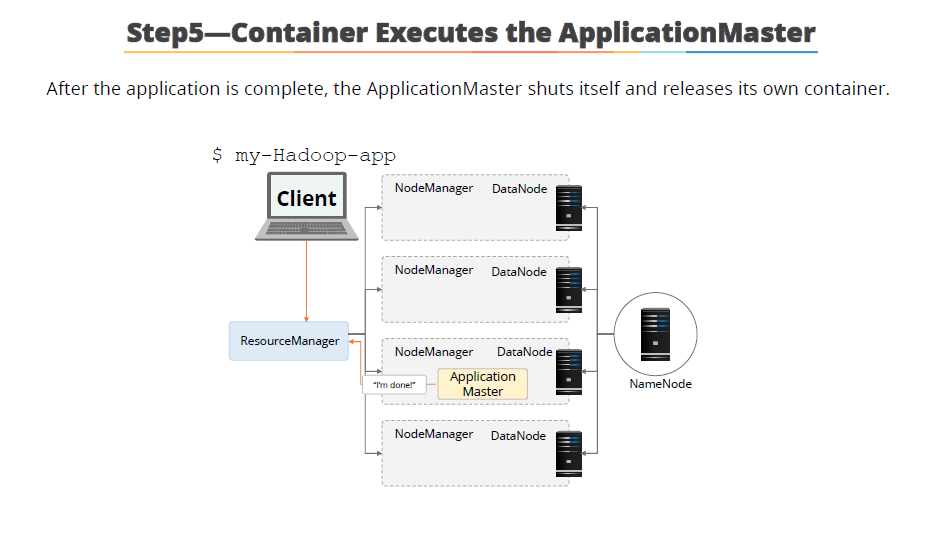 Step5—Container Executes the ApplicationMaster
After the application is complete, the ApplicationMaster shuts itself and releases its own container.
$ my-Hadoop-app
Client
NodeManager DataNode
NodeManager DataNode
ResourceManager
NodeManager DataNode
"I'm done!"
Application
Master
NameNode
NodeManager DataNode